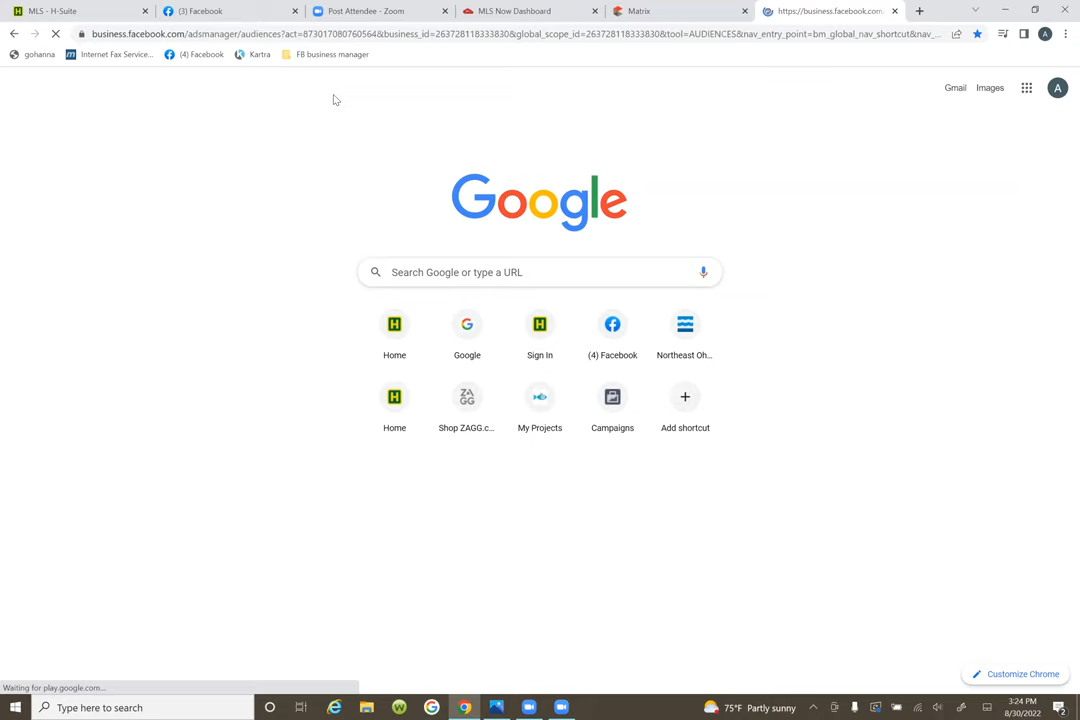 MLS - H-Suite
(3) Facebook
Post Attendee - Zoom
MLS Now Dashboard
Matrix
https://business.facebook.com
business.facebook.com/adsmanager/audiences?act=873017080760564&business_id=263728118333830&global_scope_id=263728118333830&tool=AUDIENCES&nav_entry_point=bm_global_nav_shortcut&nav_...
A
gohanna
Internet Fax Service...
(4) Facebook
Kartra
FB business manager
Gmail
Images
A
Google
Search Google or type a URL
Home
Google
Sign In
(4) Facebook
Northeast Oh...
Home
Shop ZAGG.c...
My Projects
Campaigns
Add shortcut
Customize Chrome
Waiting for play.google.com...
Type here to search
75°F Partly sunny
3:24 PM
8/30/2022
2